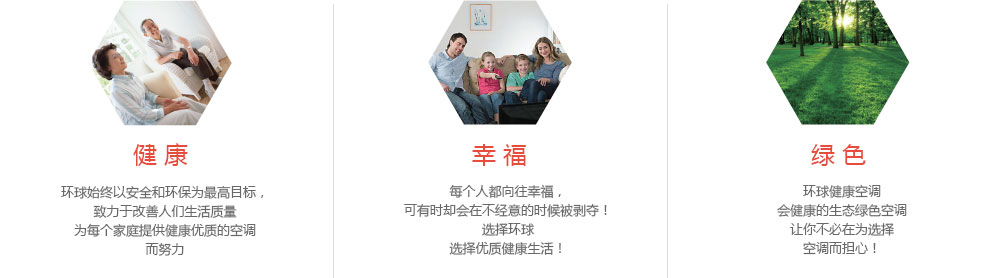 健康
环球始终以安全和环保为最高目标，
致力于改善人们生活质量
为每个家庭提供健康优质的空调
而努力
幸福
每个人都向往幸福，
可有时却会在不经意的时候被剥夺！
选择环球
选择优质健康生活！
绿色
环球健康空调
会健康的生态绿色空调
让你不必在为选择
空调而担心！